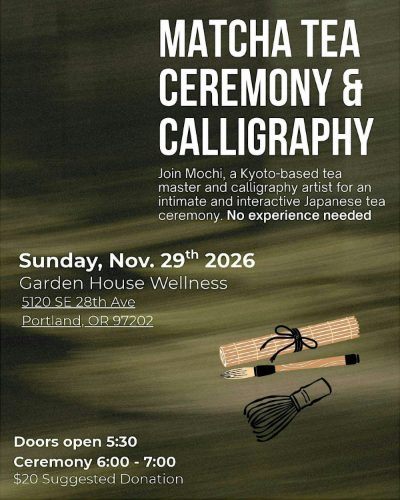 MATCHA TEA
CEREMONY &
CALLIGRAPHY
Join Mochi, a Kyoto-based tea
master and calligraphy artist for an
intimate and interactive Japanese tea
ceremony. No experience needed
Sunday, Nov. 29th 2026
Garden House Wellness
5120 SE 28th Ave
Portland, OR 97202
Doors open 5:30
Ceremony 6:00 - 7:00
$20 Suggested Donation